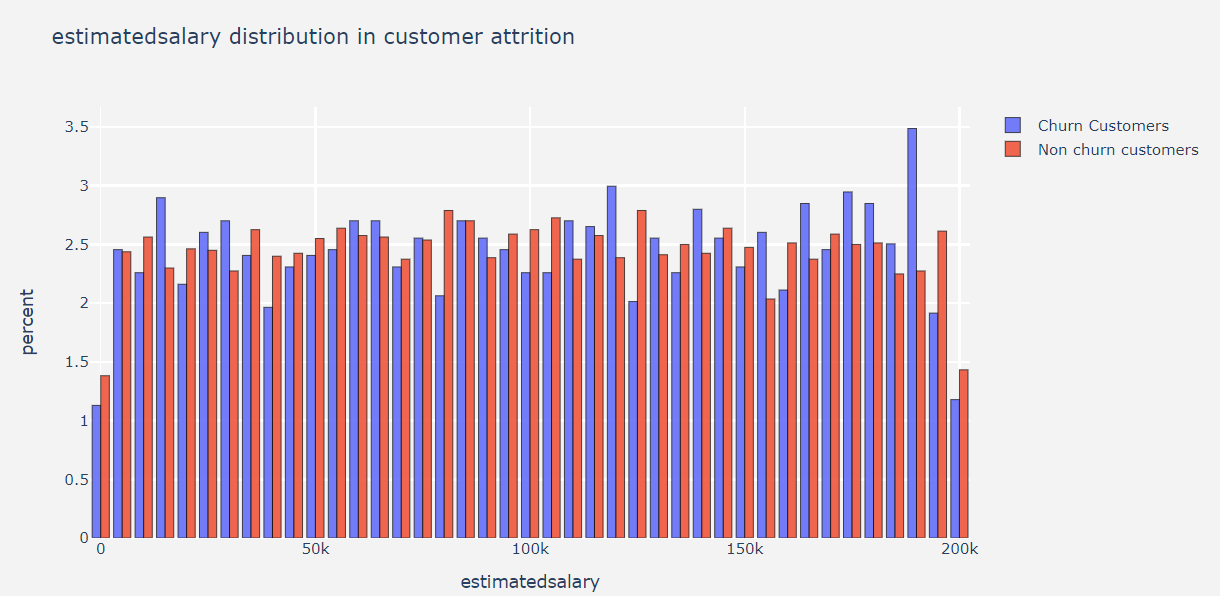 estimatedsalary distribution in customer attrition
3.5
3
2.5
2
1.5
1
0.5
0
percent
0 50k 100k 150k 200k
estimatedsalary
Churn Customers
Non churn customers